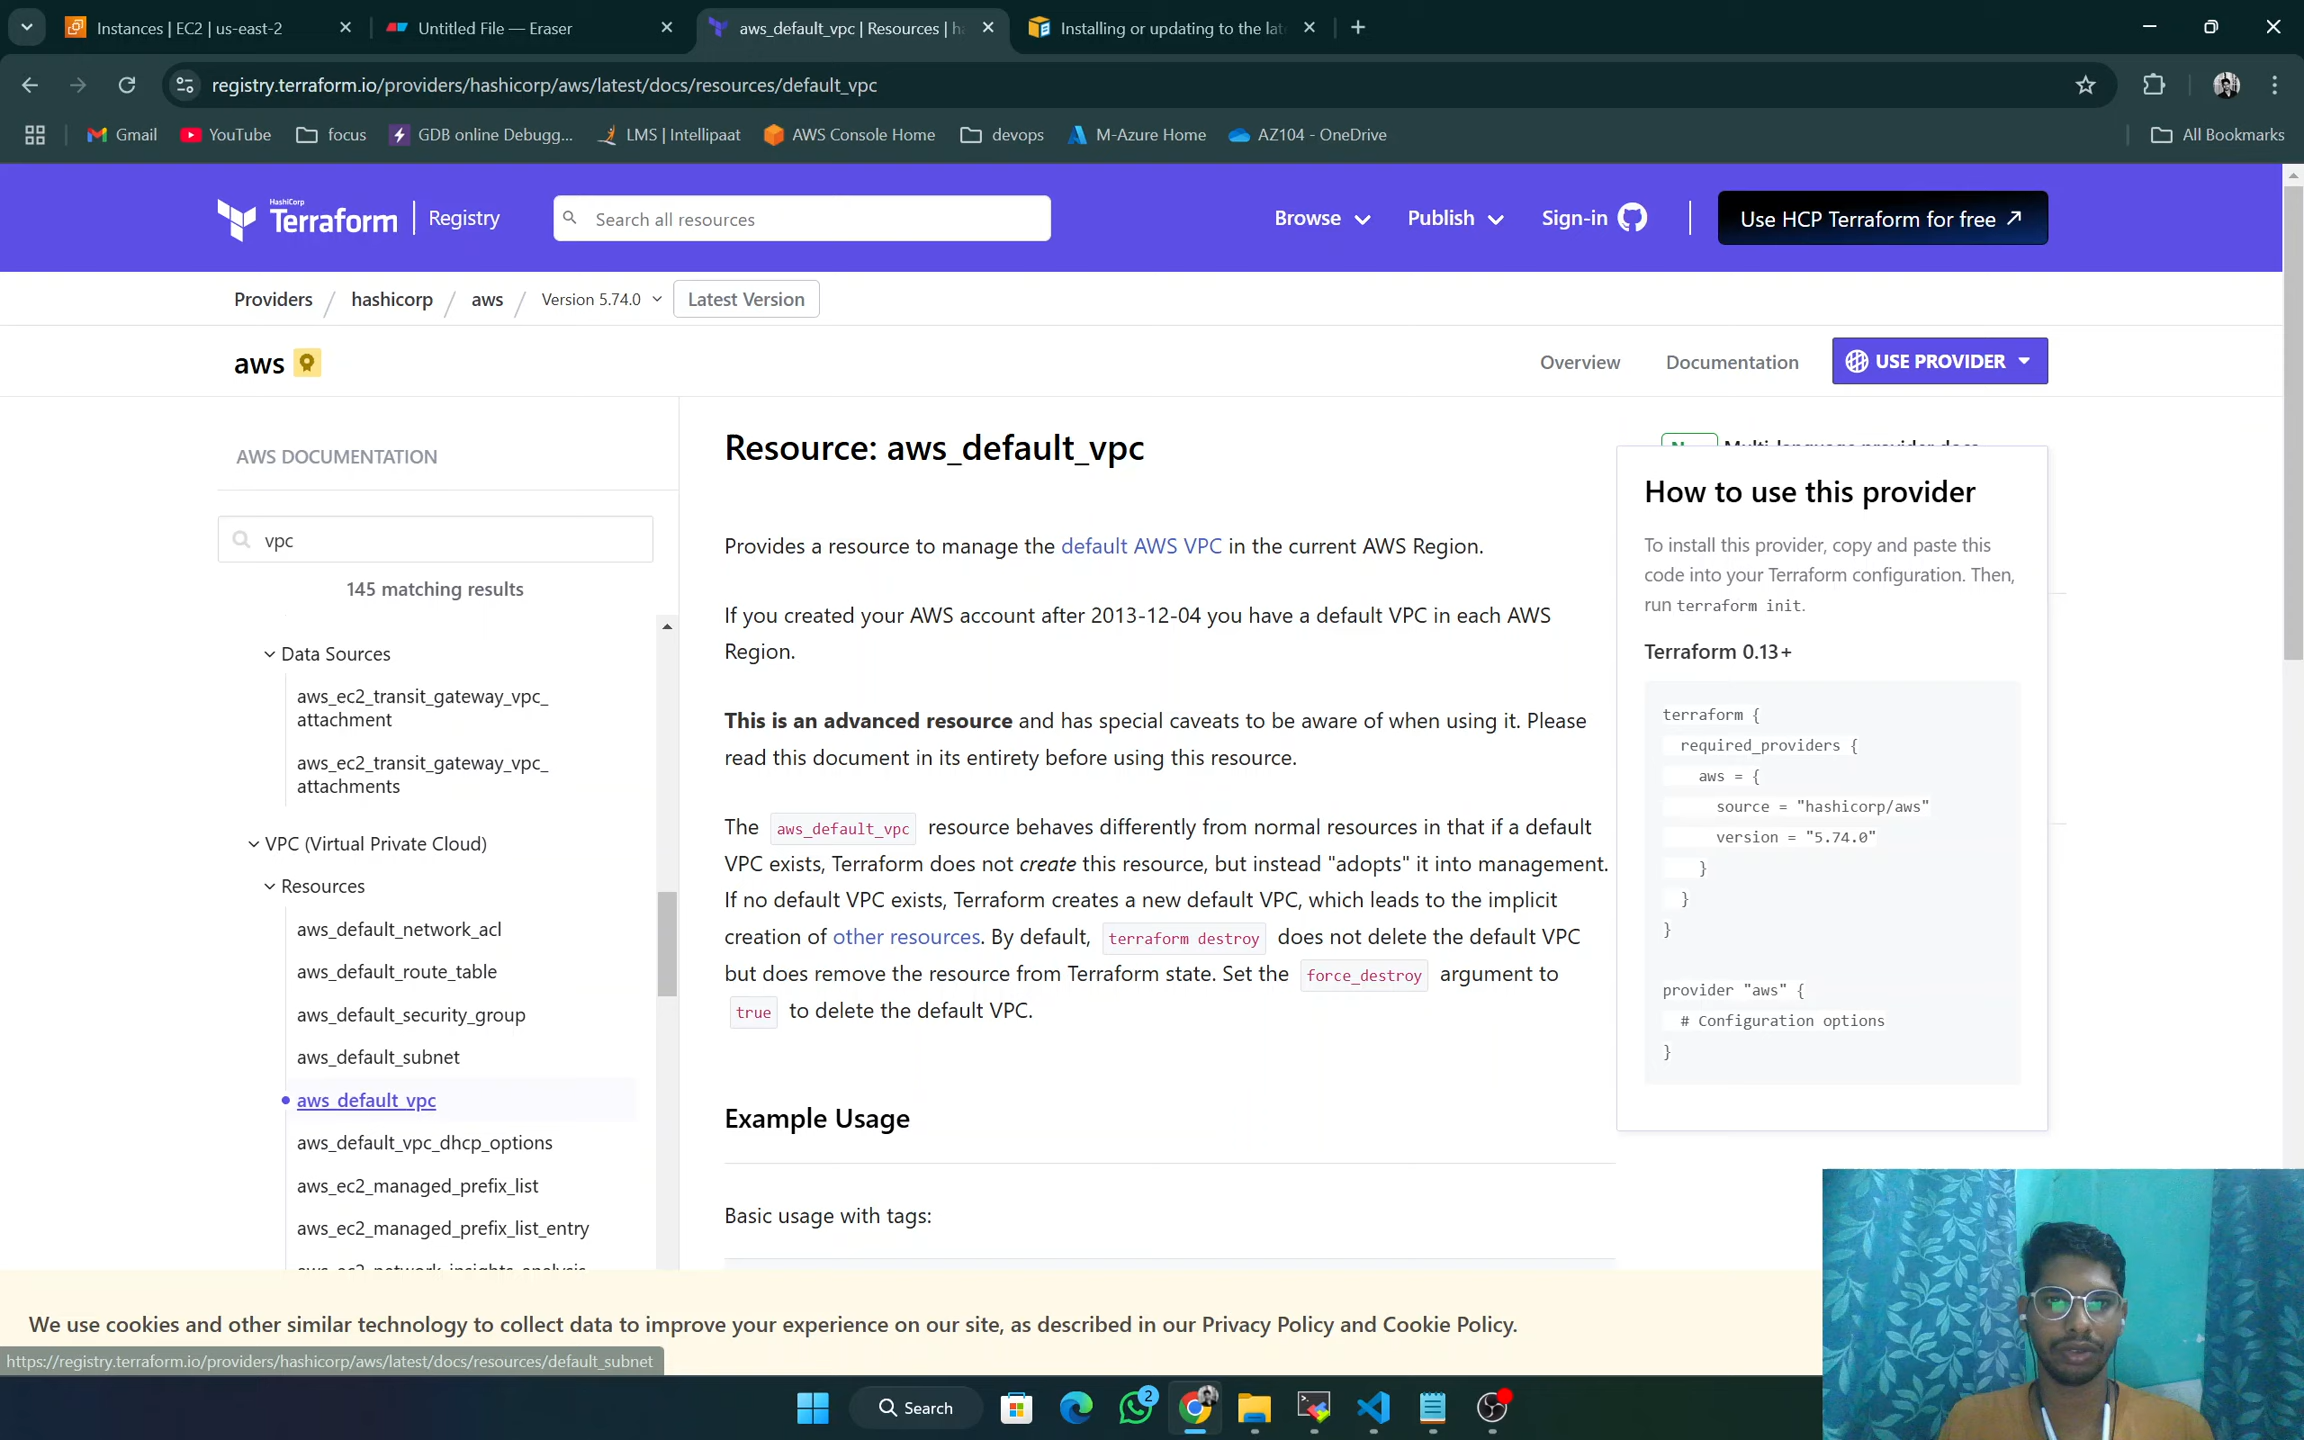 Instances | EC2 | us-east-2
Untitled File — Eraser
aws_default_vpc | Resources | h
Installing or updating to the lat
registry.terraform.io/providers/hashicorp/aws/latest/docs/resources/default_vpc
Gmail
YouTube
focus
GDB online Debugg...
LMS | Intellipaat
AWS Console Home
devops
M-Azure Home
AZ104 - OneDrive
All Bookmarks
HashiCorp
Terraform
Registry
Search all resources
Browse
Publish
Sign-in
Use HCP Terraform for free
Providers / hashicorp / aws / Version 5.74.0
Latest Version
aws
Overview
Documentation
USE PROVIDER
AWS DOCUMENTATION
vpc
145 matching results
Data Sources
aws_ec2_transit_gateway_vpc_
attachment
aws_ec2_transit_gateway_vpc_
attachments
VPC (Virtual Private Cloud)
Resources
aws_default_network_acl
aws_default_route_table
aws_default_security_group
aws_default_subnet
aws_default_vpc
aws_default_vpc_dhcp_options
aws_ec2_managed_prefix_list
aws_ec2_managed_prefix_list_entry
aws_ec2_network_insights_analysis
Resource: aws_default_vpc
Provides a resource to manage the default AWS VPC in the current AWS Region.
If you created your AWS account after 2013-12-04 you have a default VPC in each AWS
Region.
This is an advanced resource and has special caveats to be aware of when using it. Please
read this document in its entirety before using this resource.
The aws_default_vpc resource behaves differently from normal resources in that if a default
VPC exists, Terraform does not create this resource, but instead "adopts" it into management.
If no default VPC exists, Terraform creates a new default VPC, which leads to the implicit
creation of other resources. By default, terraform destroy does not delete the default VPC
but does remove the resource from Terraform state. Set the force_destroy argument to
true to delete the default VPC.
Example Usage
Basic usage with tags:
Multi-language provider docs
How to use this provider
To install this provider, copy and paste this
code into your Terraform configuration. Then,
run terraform init.
Terraform 0.13+
terraform {
required_providers {
aws = {
source = "hashicorp/aws"
version = "5.74.0"
}
}
}
provider "aws" {
# Configuration options
}
We use cookies and other similar technology to collect data to improve your experience on our site, as described in our Privacy Policy and Cookie Policy.
https://registry.terraform.io/providers/hashicorp/aws/latest/docs/resources/default_subnet
Search
2